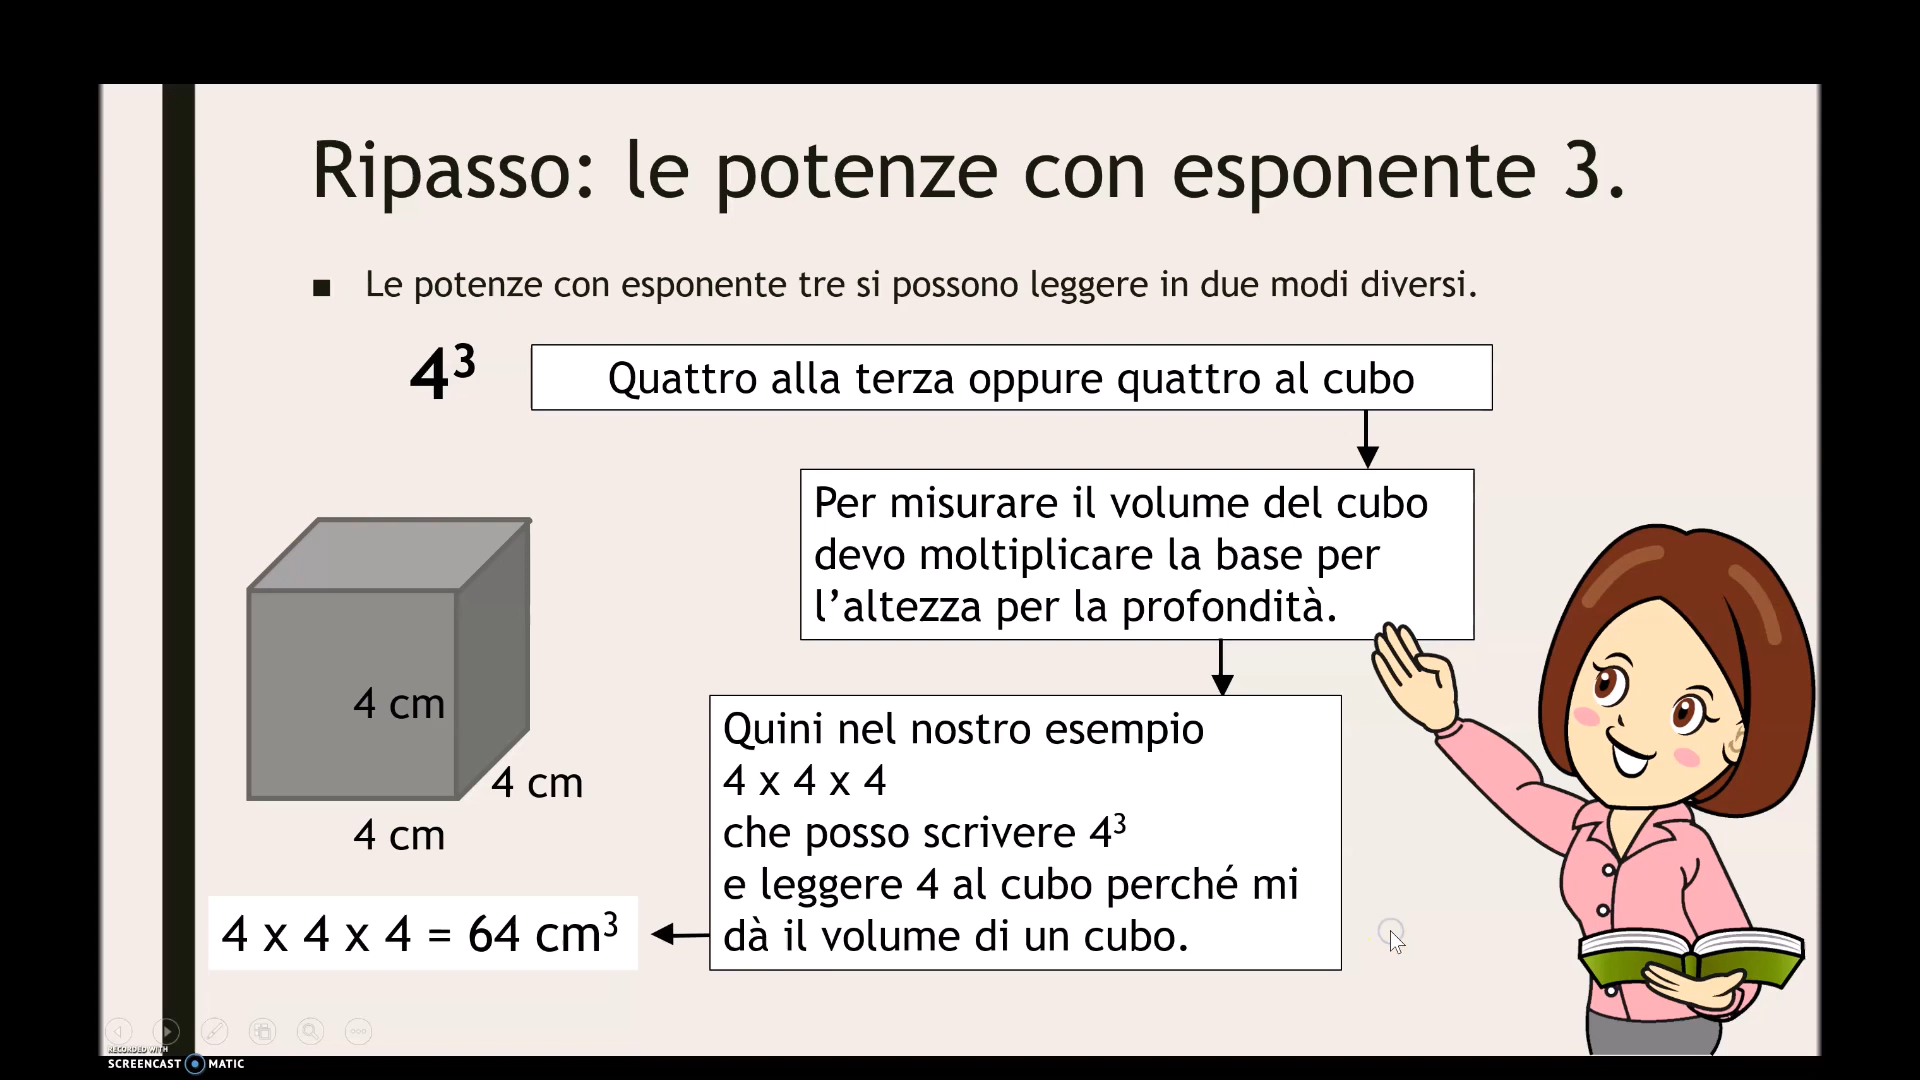 Ripasso: le potenze con esponente 3.
■ Le potenze con esponente tre si possono leggere in due modi diversi.
4³
Quattro alla terza oppure quattro al cubo
Per misurare il volume del cubo
devo moltiplicare la base per
l’altezza per la profondità.
4 cm
4 cm
4 cm
Quini nel nostro esempio
4 x 4 x 4
che posso scrivere 4³
e leggere 4 al cubo perché mi
dà il volume di un cubo.
4 x 4 x 4 = 64 cm³
RECORDED WITH
SCREENCAST MATIC